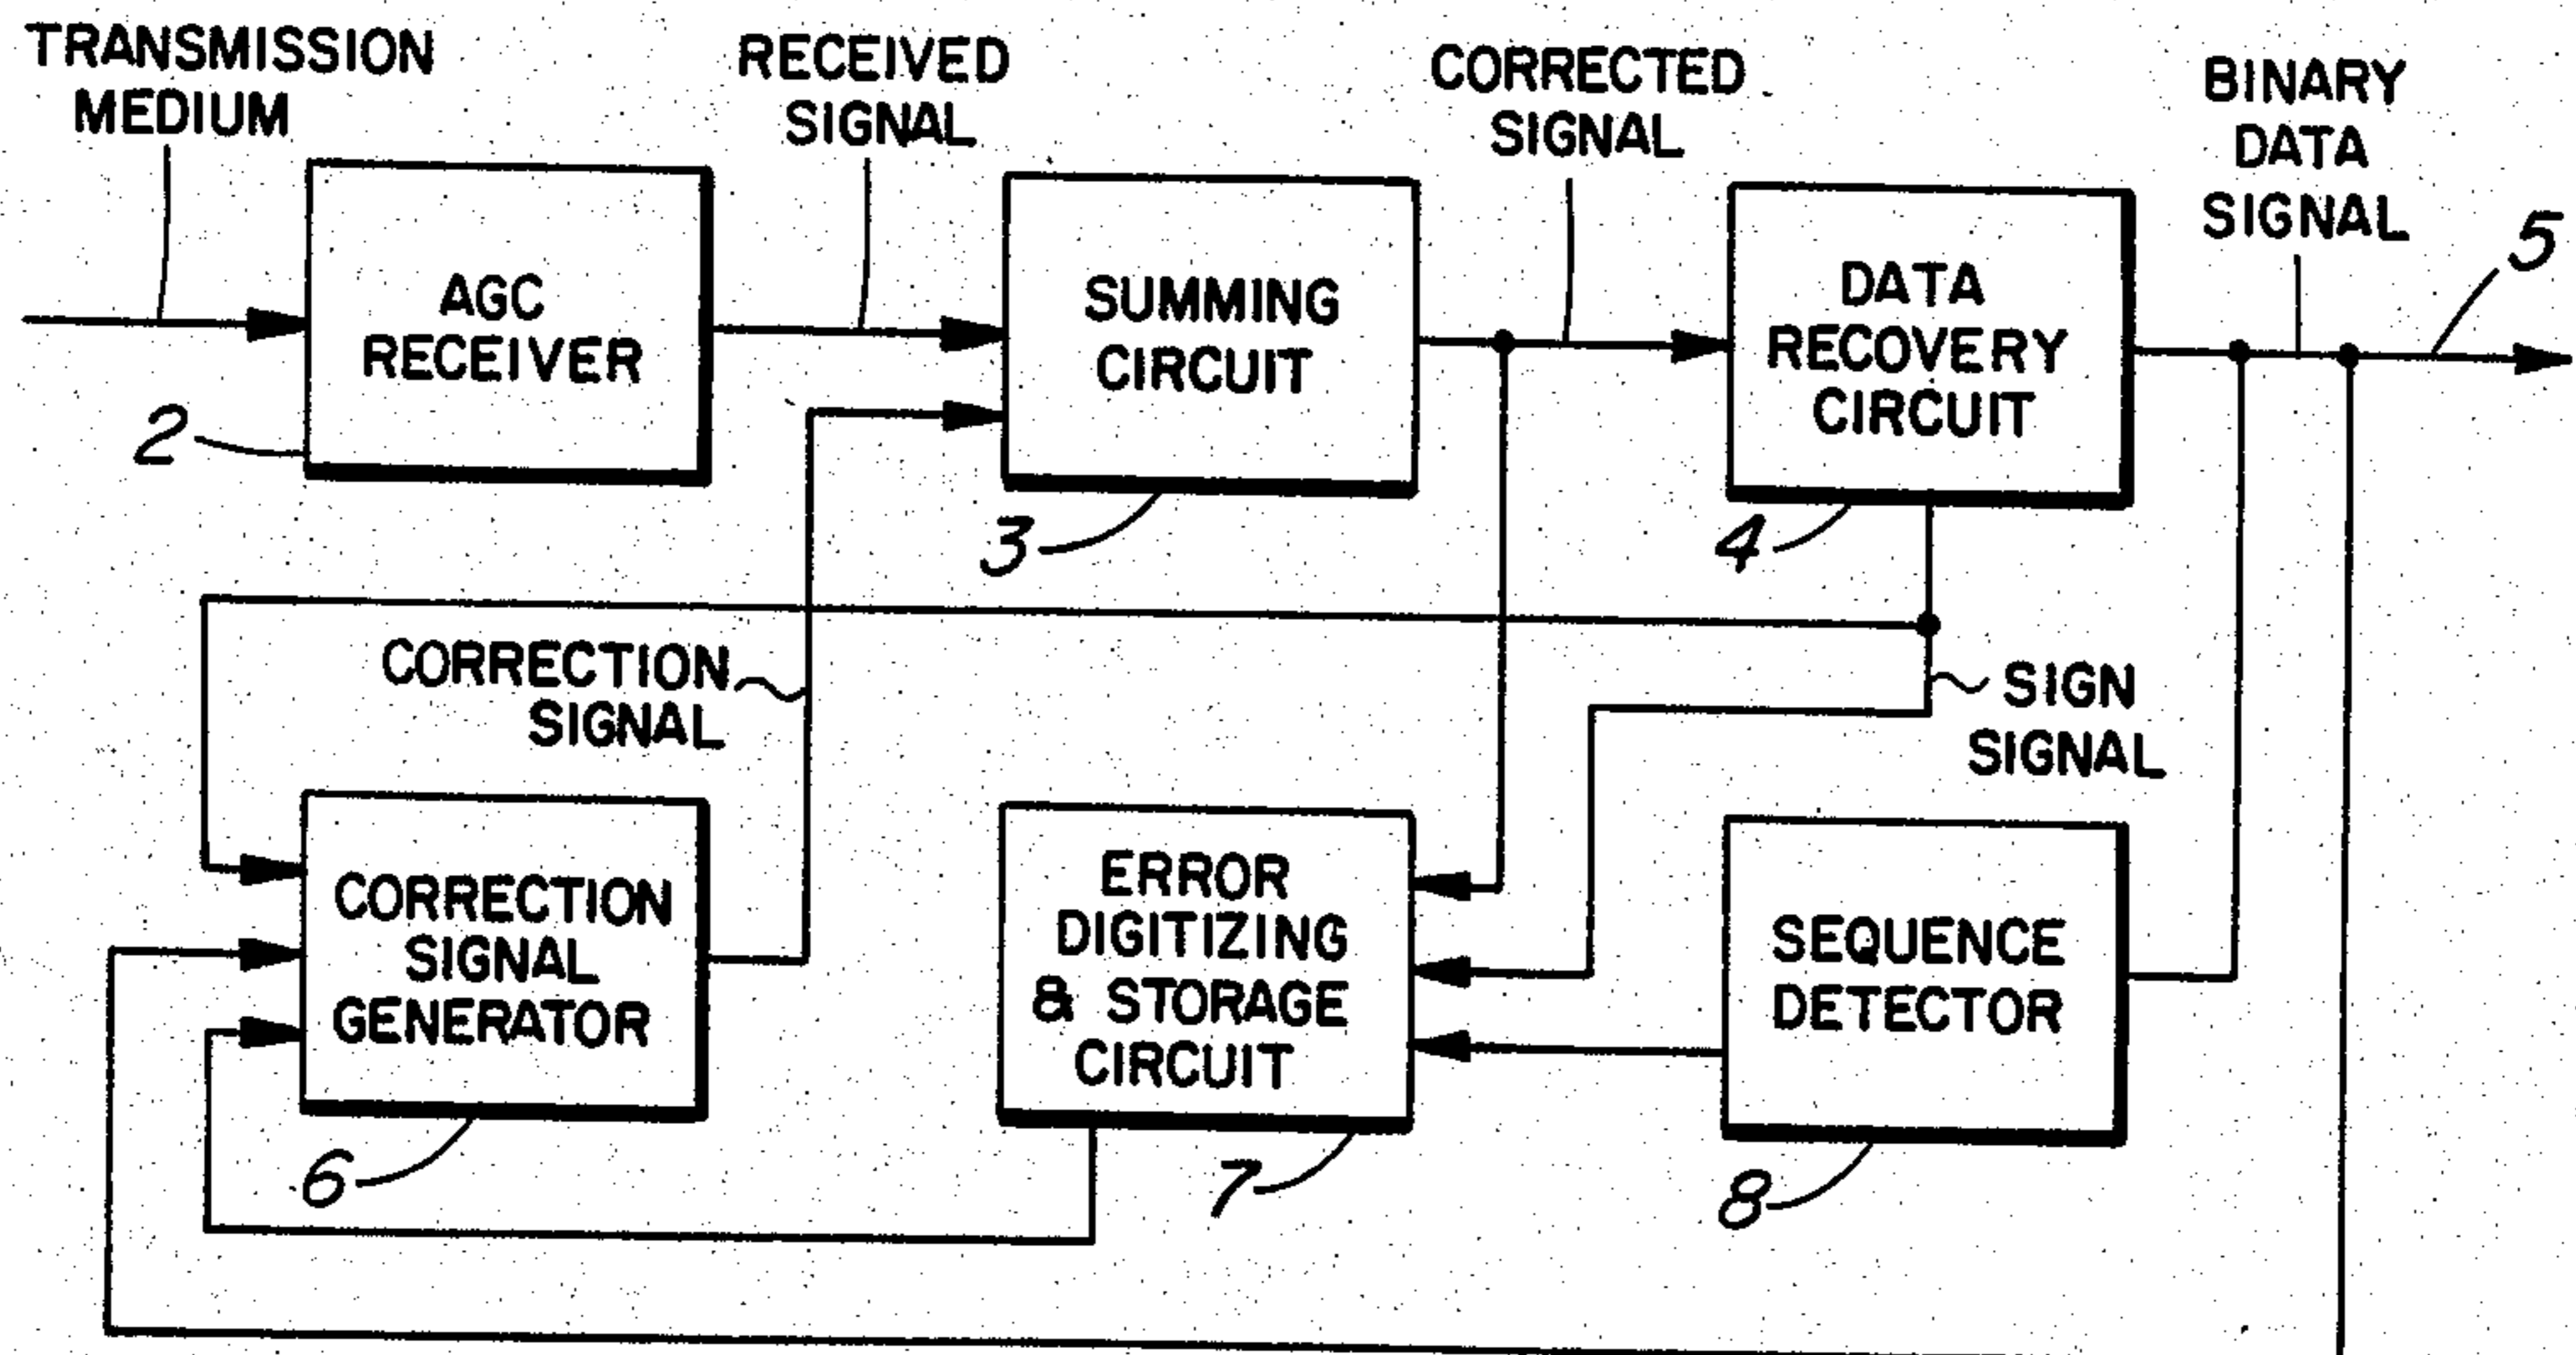 TRANSMISSION
MEDIUM
RECEIVED
SIGNAL
CORRECTED
SIGNAL
BINARY
DATA
SIGNAL
5
AGC
RECEIVER
2
SUMMING
CIRCUIT
3
DATA
RECOVERY
CIRCUIT
4
CORRECTION
SIGNAL
SIGN
SIGNAL
CORRECTION
SIGNAL
GENERATOR
6
ERROR
DIGITIZING
& STORAGE
CIRCUIT
7
SEQUENCE
DETECTOR
8